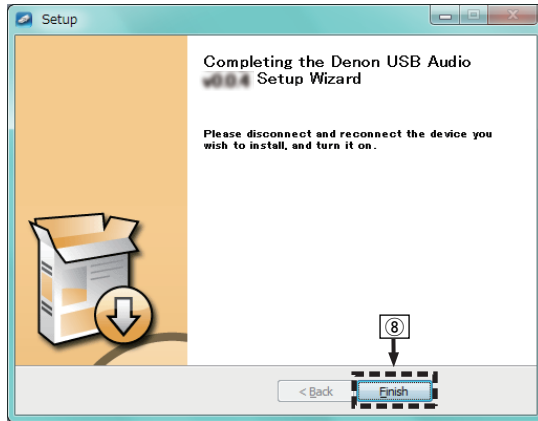 Setup
Completing the Denon USB Audio
Setup Wizard
Please disconnect and reconnect the device you
wish to install, and turn it on.
⑧
< Back
Finish